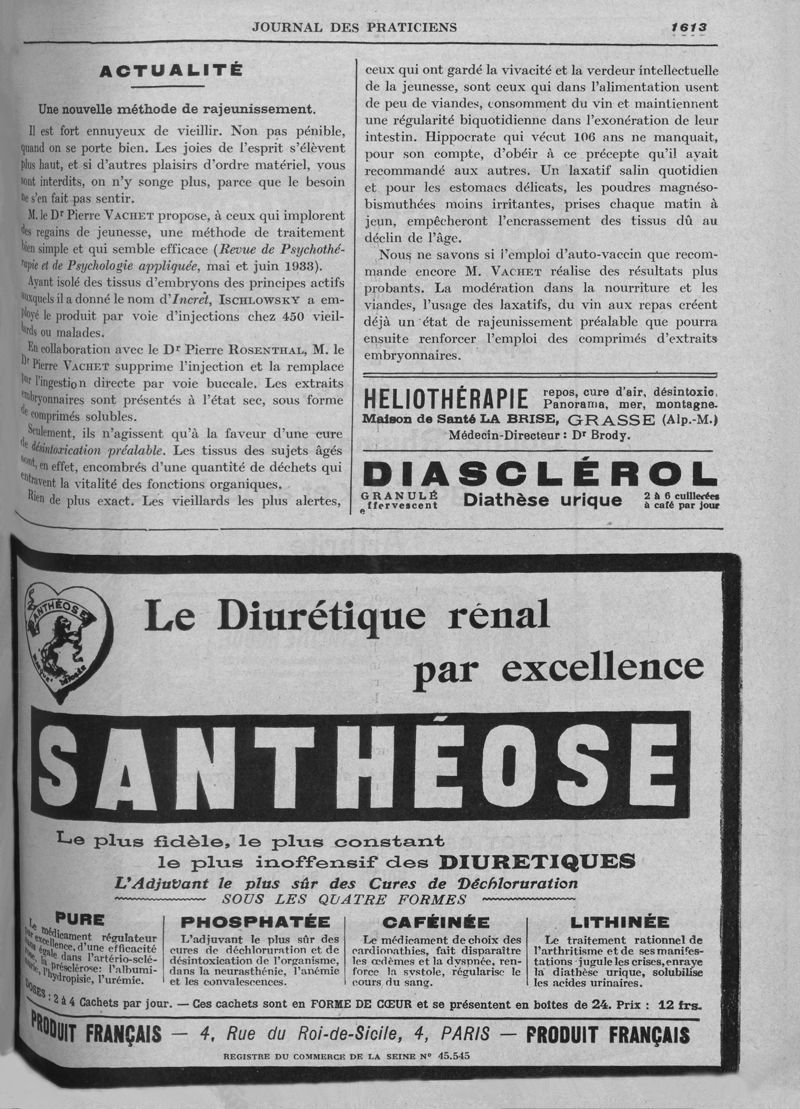 JOURNAL DES PRATICIENS
1613
ACTUALITÉ
Une nouvelle méthode de rajeunissement.
Il est fort ennuyeux de vieillir. Non pas pénible,
quand on se porte bien. Les joies de l'esprit s'élèvent
plus haut, et si d'autres plaisirs d'ordre matériel, vous
sont interdits, on n'y songe plus, parce que le besoin
ne s'en fait pas sentir.
M. le Dr Pierre VACHET propose, à ceux qui implorent
des regains de jeunesse, une méthode de traitement
bien simple et qui semble efficace (Revue de Psychothé-
rapie et de Psychologie appliquée, mai et juin 1933).
Ayant isolé des tissus d'embryons des principes actifs
auxquels il a donné le nom d'Incrêt, ISCHLOWSKY a em-
ployé le produit par voie d'injections chez 450 vieil-
lards ou malades.
En collaboration avec le Dr Pierre ROSENTHAL, M. le
Dr Pierre VACHET supprime l'injection et la remplace
par l'ingestion directe par voie buccale. Les extraits
embryonnaires sont présentés à l'état sec, sous forme
de comprimés solubles.
Seulement, ils n'agissent qu'à la faveur d'une cure
de désintoxication préalable. Les tissus des sujets âgés
sont, en effet, encombrés d'une quantité de déchets qui
entravent la vitalité des fonctions organiques.
Rien de plus exact. Les vieillards les plus alertes,
ceux qui ont gardé la vivacité et la verdeur intellectuelle
de la jeunesse, sont ceux qui dans l'alimentation usent
de peu de viandes, consomment du vin et maintiennent
une régularité biquotidienne dans l'exonération de leur
intestin. Hippocrate qui vécut 106 ans ne manquait,
pour son compte, d'obéir à ce précepte qu'il avait
recommandé aux autres. Un laxatif salin quotidien
et pour les estomacs délicats, les poudres magnéso-
bismuthées moins irritantes, prises chaque matin à
jeun, empêcheront l'encrassement des tissus dû au
déclin de l'âge.
Nous ne savons si l'emploi d'auto-vaccin que recom-
mande encore M. VACHET réalise des résultats plus
probants. La modération dans la nourriture et les
viandes, l'usage des laxatifs, du vin aux repas créent
déjà un état de rajeunissement préalable que pourra
ensuite renforcer l'emploi des comprimés d'extraits
embryonnaires.
HELIOTHÉRAPIE repos, cure d'air, désintoxic.
Panorama, mer, montagne.
Maison de Santé LA BRISE, GRASSE (Alp.-M.)
Médecin-Directeur : Dr Brody.
DIASCLÉROL
GRANULÉ
effervescent
Diathèse urique
2 à 6 cuillerées
à café par jour
SANTHÉOSE
Le Diurétique rénal
par excellence
SANTHÉOSE
Le plus fidèle, le plus constant
le plus inoffensif des DIURETIQUES
L'Adjuvant le plus sûr des Cures de Déchloruration
SOUS LES QUATRE FORMES
PURE
Le médicament régulateur
par excellence, d'une efficacité
sans égale dans l'artério-sclé-
rose, la présclérose: l'albumi-
nurie, l'hydropisie, l'urémie.
PHOSPHATÉE
L'adjuvant le plus sûr des
cures de déchloruration et de
désintoxication de l'organisme,
dans la neurasthénie, l'anémie
et les convalescences.
CAFÉINÉE
Le médicament de choix des
cardiopathies, fait disparaître
les œdèmes et la dyspnée, ren-
force la systole, régularise le
cours du sang.
LITHINÉE
Le traitement rationnel de
l'arthritisme et de ses manifes-
tations jugule les crises, enraye
la diathèse urique, solubilise
les acides urinaires.
DOSES : 2 à 4 Cachets par jour. — Ces cachets sont en FORME DE CŒUR et se présentent en boîtes de 24. Prix : 12 frs.
PRODUIT FRANÇAIS — 4, Rue du Roi-de-Sicile, 4, PARIS — PRODUIT FRANÇAIS
REGISTRE DU COMMERCE DE LA SEINE No 45.545